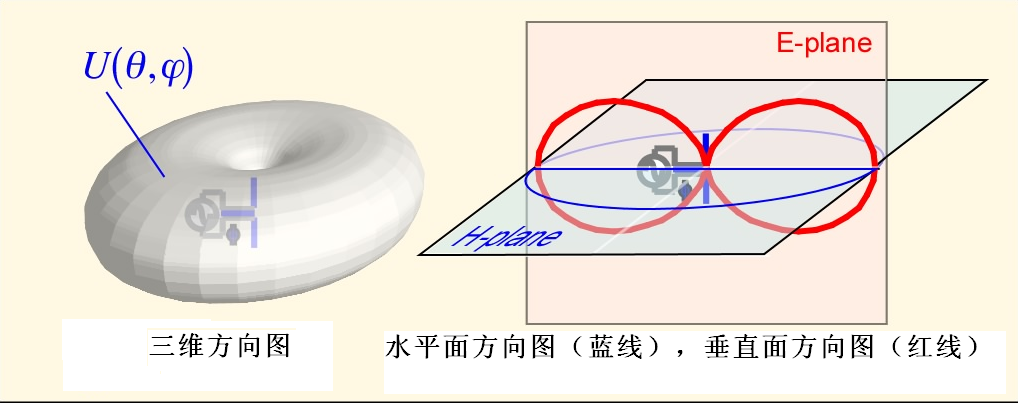 U(θ,φ)
E-plane
H-plane
三维方向图
水平面方向图（蓝线），垂直面方向图（红线）